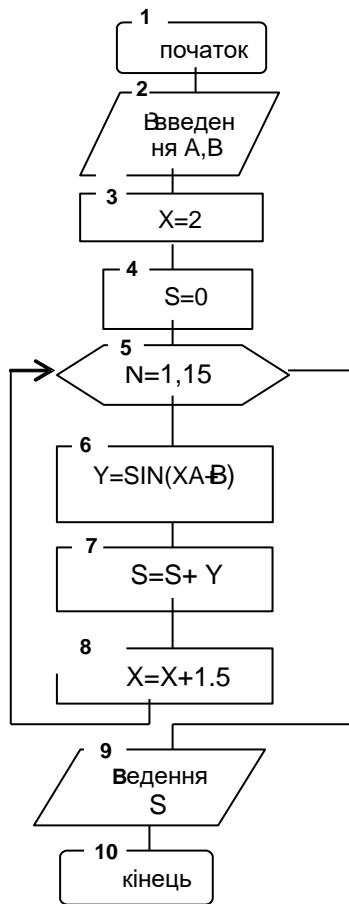 1
початок
2
Ввведен
ня А,В
3
X=2
4
S=0
5
N=1,15
6
Y=SIN(XA+B)
7
S=S+ Y
8
X=X+1.5
9
Введення
S
10
кінець